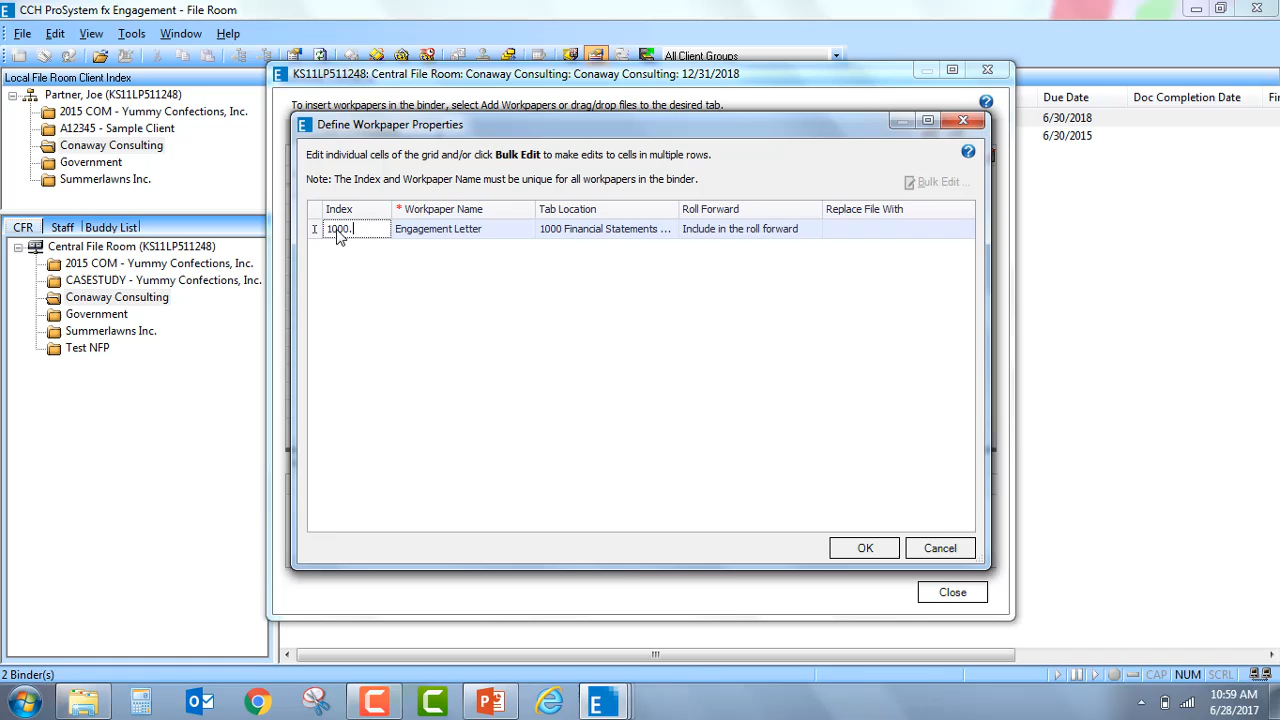 CCH ProSystem fx Engagement - File Room
File Edit View Tools Window Help
All Client Groups
Local File Room Client Index
Partner, Joe (KS11LP511248)
2015 COM - Yummy Confections, Inc.
A12345 - Sample Client
Conaway Consulting
Government
Summerlawns Inc.
CFR Staff Buddy List
Central File Room (KS11LP511248)
2015 COM - Yummy Confections, Inc.
CASESTUDY - Yummy Confections, Inc.
Conaway Consulting
Government
Summerlawns Inc.
Test NFP
KS11LP511248: Central File Room: Conaway Consulting: Conaway Consulting: 12/31/2018
To insert workpapers in the binder, select Add Workpapers or drag/drop files to the desired tab.
Define Workpaper Properties
Edit individual cells of the grid and/or click Bulk Edit to make edits to cells in multiple rows.
Note: The Index and Workpaper Name must be unique for all workpapers in the binder.
Bulk Edit ...
Index * Workpaper Name Tab Location Roll Forward Replace File With
1000. Engagement Letter 1000 Financial Statements ... Include in the roll forward
OK Cancel
Close
Due Date Doc Completion Date Fir
6/30/2018
6/30/2015
2 Binder(s)
CAP NUM SCRL
10:59 AM
6/28/2017